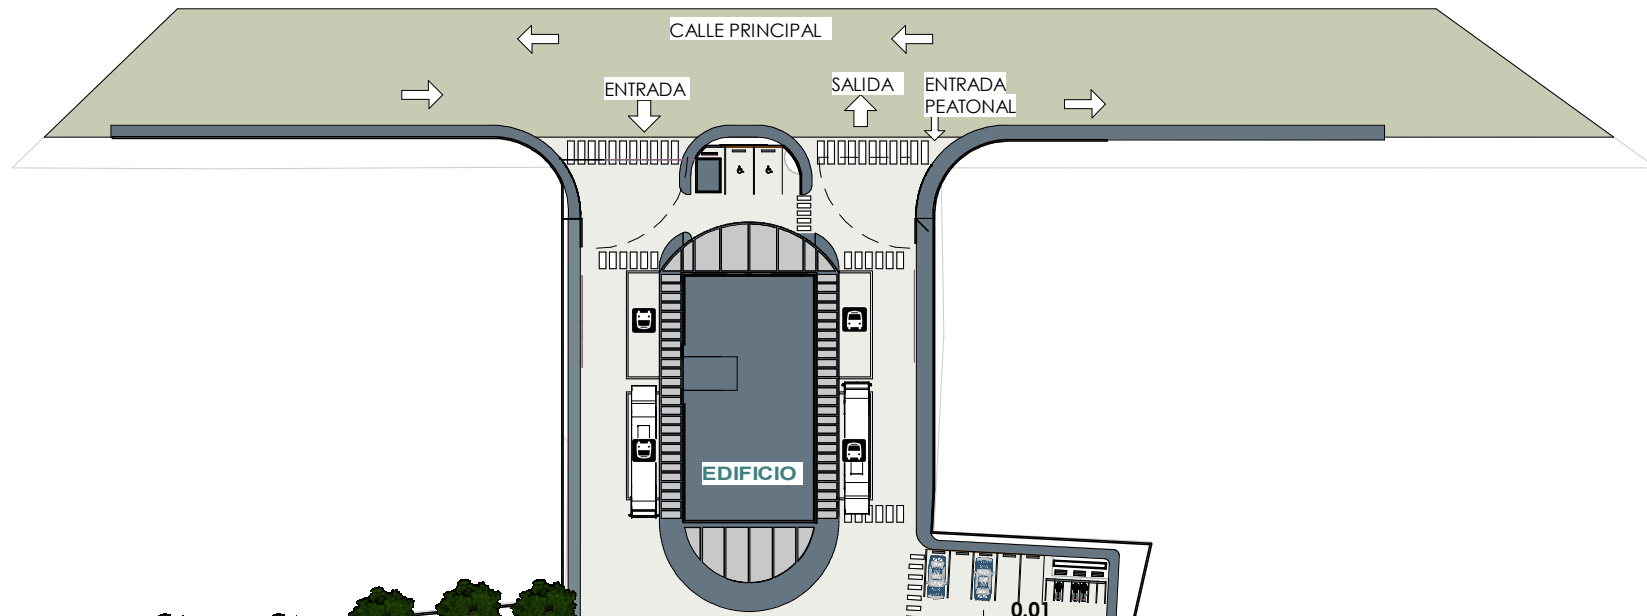 CALLE PRINCIPAL
ENTRADA
SALIDA
ENTRADA
PEATONAL
EDIFICIO
0.01